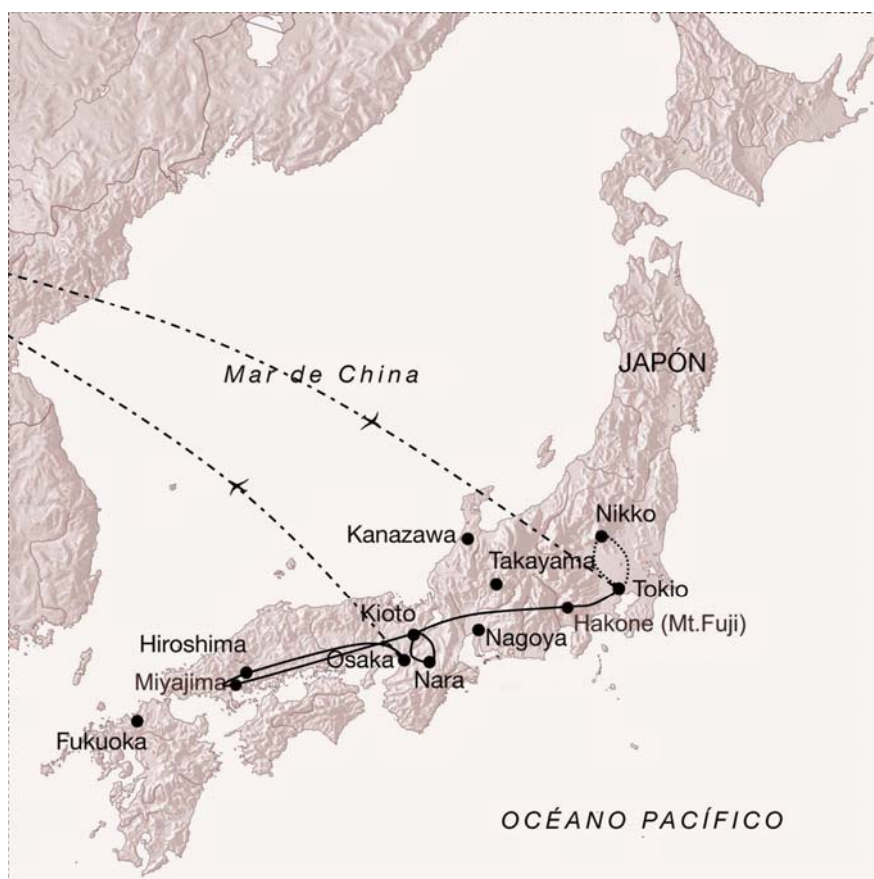 JAPÓN
Mar de China
Nikko
Kanazawa
Takayama
Tokio
Kioto
Hakone (Mt.Fuji)
Nagoya
Hiroshima
Osaka
Nara
Miyajima
Fukuoka
OCÉANO PACÍFICO